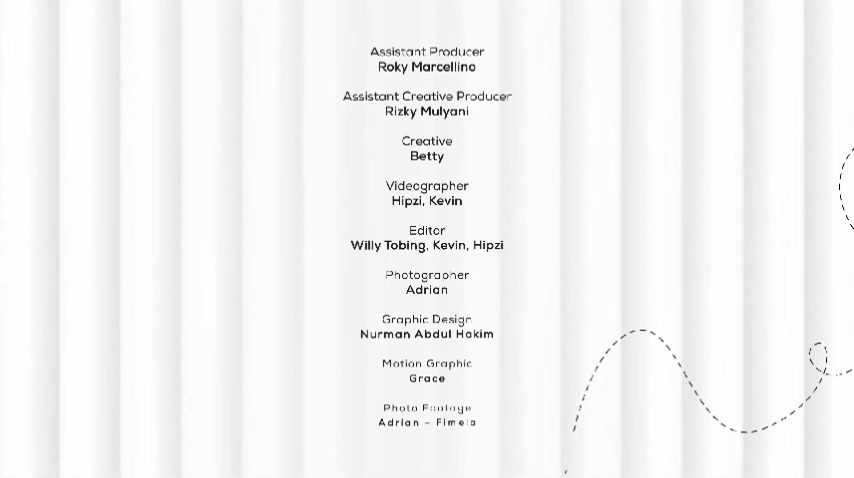 Assistant Producer
Roky Marcellino
Assistant Creative Producer
Rizky Mulyani
Creative
Betty
Videographer
Hipzi, Kevin
Editor
Willy Tobing, Kevin, Hipzi
Photographer
Adrian
Graphic Design
Nurman Abdul Hakim
Motion Graphic
Grace
Photo Footage
Adrian - Fimela